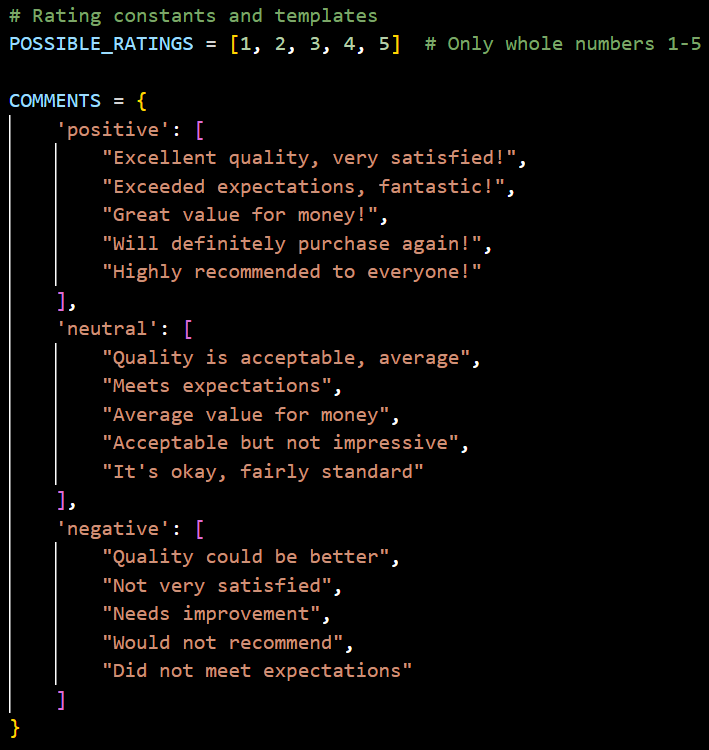 # Rating constants and templates
POSSIBLE_RATINGS = [1, 2, 3, 4, 5]  # Only whole numbers 1-5

COMMENTS = {
    'positive': [
        "Excellent quality, very satisfied!",
        "Exceeded expectations, fantastic!",
        "Great value for money!",
        "Will definitely purchase again!",
        "Highly recommended to everyone!"
    ],
    'neutral': [
        "Quality is acceptable, average",
        "Meets expectations",
        "Average value for money",
        "Acceptable but not impressive",
        "It's okay, fairly standard"
    ],
    'negative': [
        "Quality could be better",
        "Not very satisfied",
        "Needs improvement",
        "Would not recommend",
        "Did not meet expectations"
    ]
}